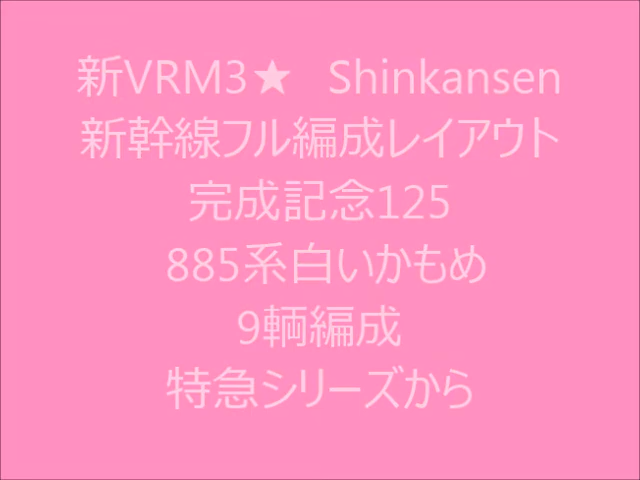 新VRM3★　Shinkansen
新幹線フル編成レイアウト
完成記念125
885系白いかもめ
9輌編成
特急シリーズから